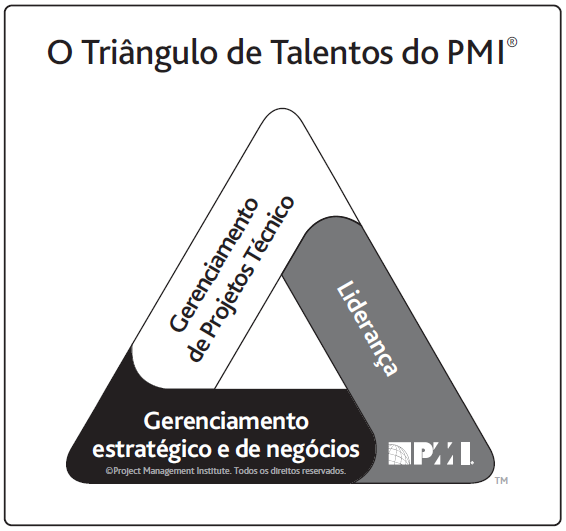 O Triângulo de Talentos do PMI®
Gerenciamento
de Projetos Técnico
Liderança
Gerenciamento
estratégico e de negócios
©Project Management Institute. Todos os direitos reservados.
PMI®
TM